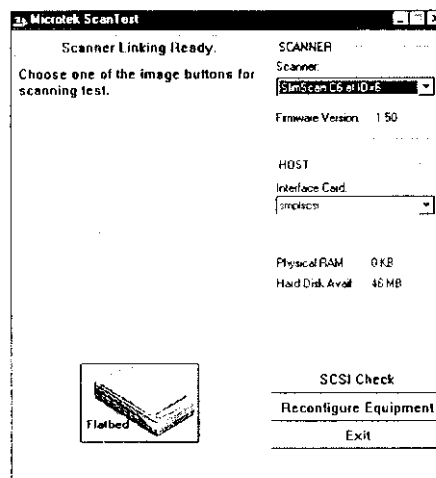 Microtek ScanTest
Scanner Linking Ready.
Choose one of the image buttons for
scanning test.
Flatbed
SCANNER
Scanner:
SlimScan C6 at ID#6
Firmware Version: 1.50
HOST
Interface Card:
Physical RAM 0 KB
Hard Disk Avail 46 MB
SCSI Check
Reconfigure Equipment
Exit